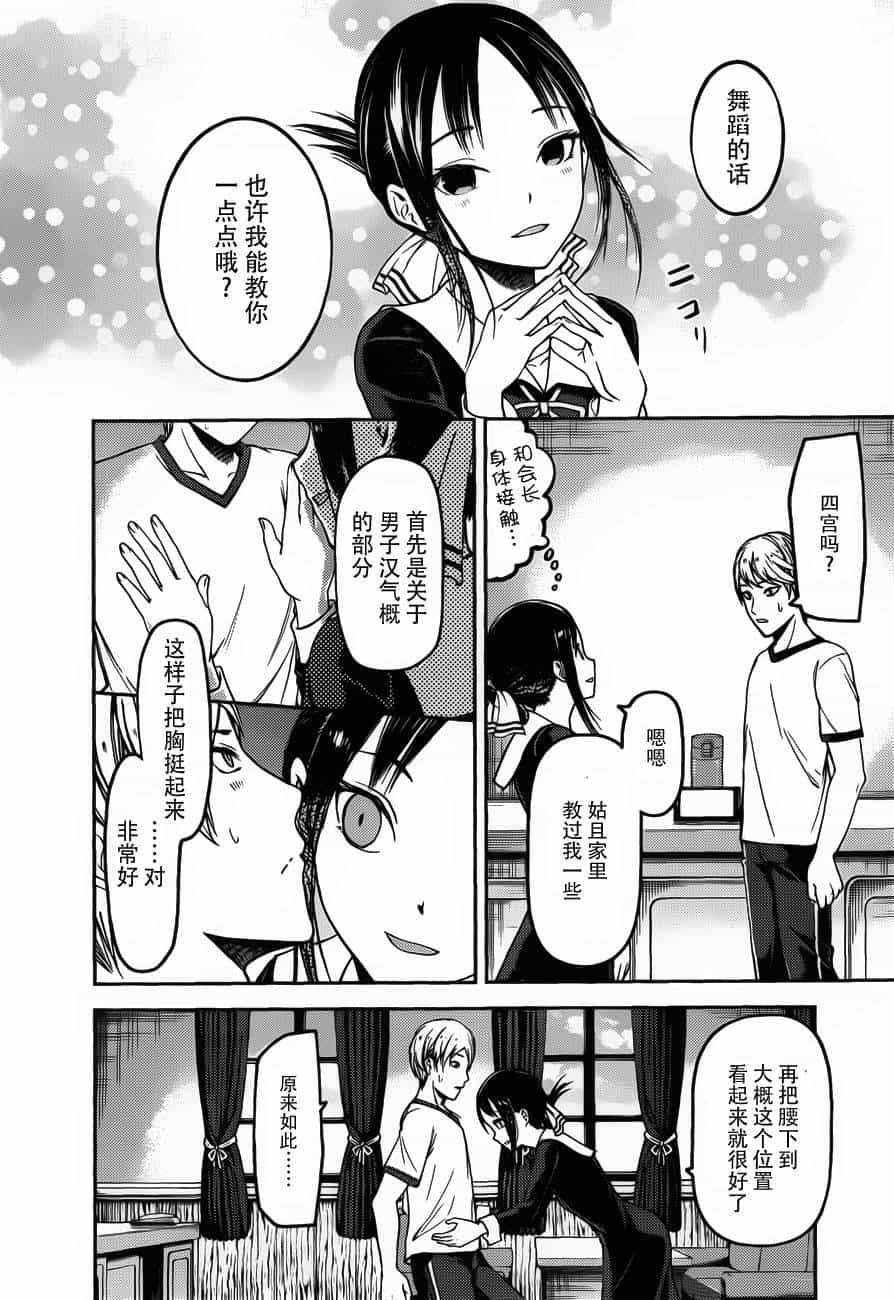 舞蹈的话
也许我能教你
一点点哦？
ニコリ
四宫吗？
和会长
身体接触…
嗯嗯
姑且家里
教过我一些
首先是关于
男子汉气概
的部分
这样子把胸挺起来
……对
非常好
再把腰下到
大概这个位置
看起来就很好了
原来如此……